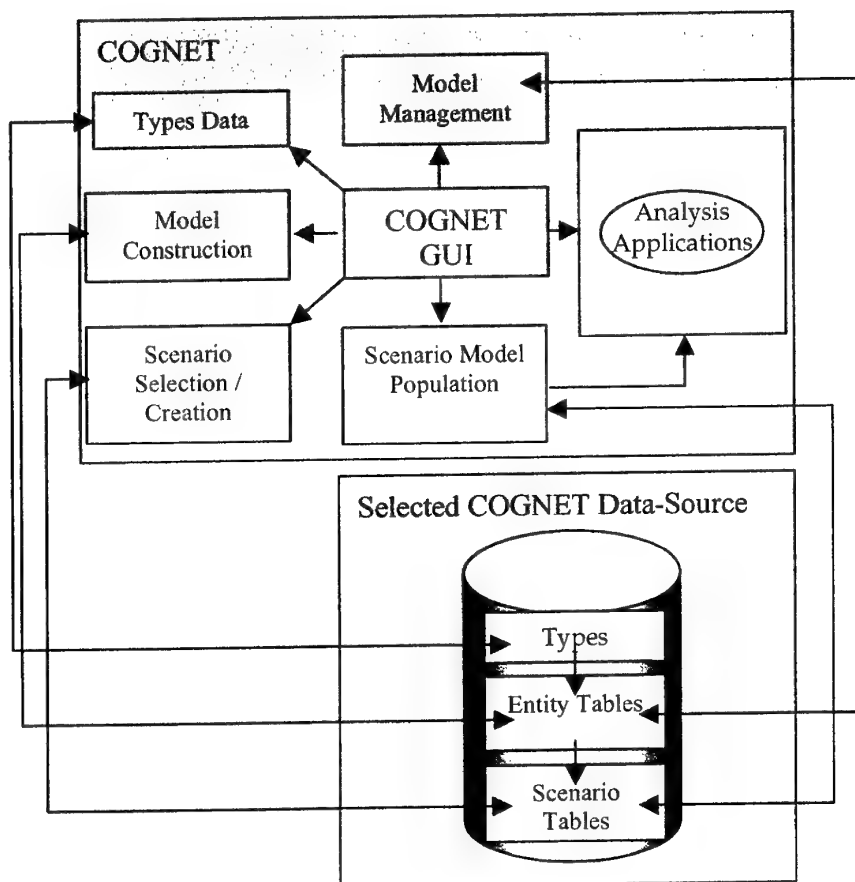 COGNET
Model
Management
Types Data
Analysis
Applications
Model
Construction
COGNET
GUI
Scenario
Selection /
Creation
Scenario Model
Population
Selected COGNET Data-Source
Types
Entity Tables
Scenario
Tables